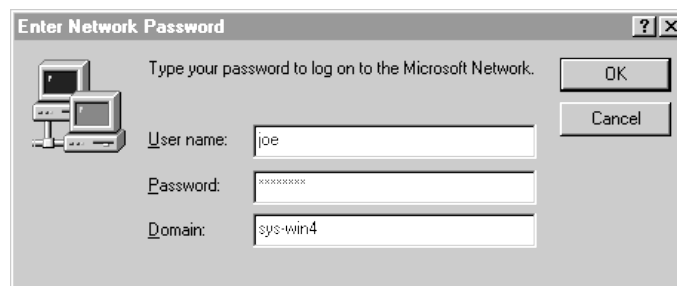 Enter Network Password
Type your password to log on to the Microsoft Network.
OK
Cancel
User name: joe
Password: ********
Domain: sys-win4